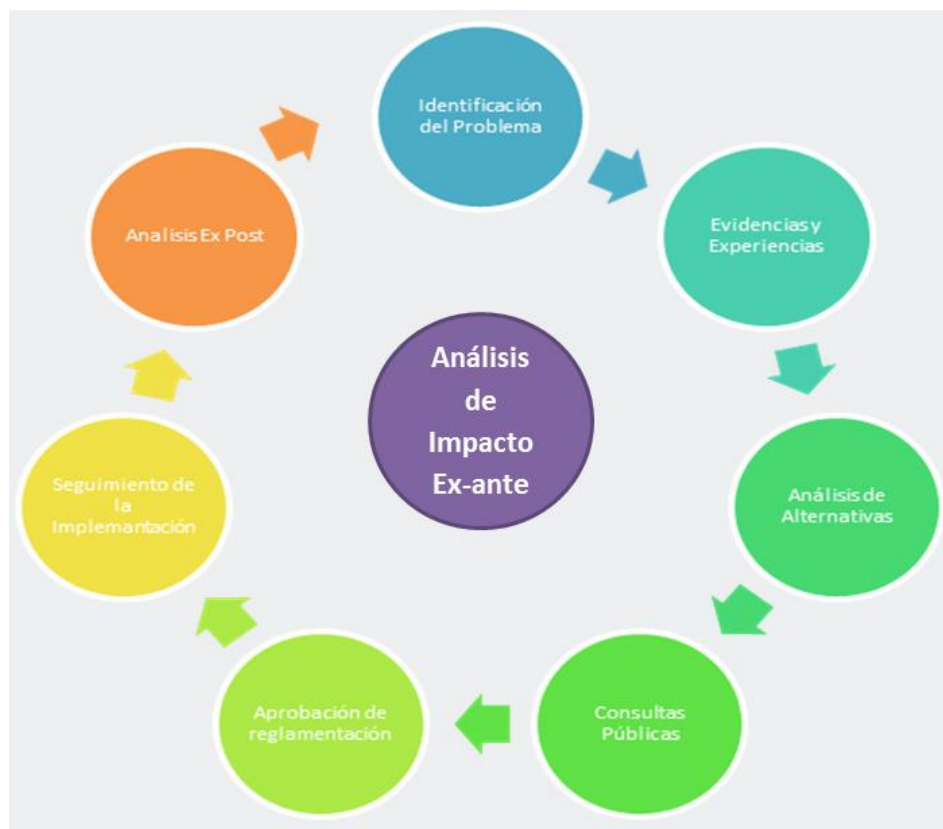 Identificación
del Problema
Evidencias y
Experiencias
Análisis de
Alternativas
Consultas
Públicas
Aprobación de
reglamentación
Seguimiento de
la
Implemantación
Analisis Ex Post
Análisis
de
Impacto
Ex-ante